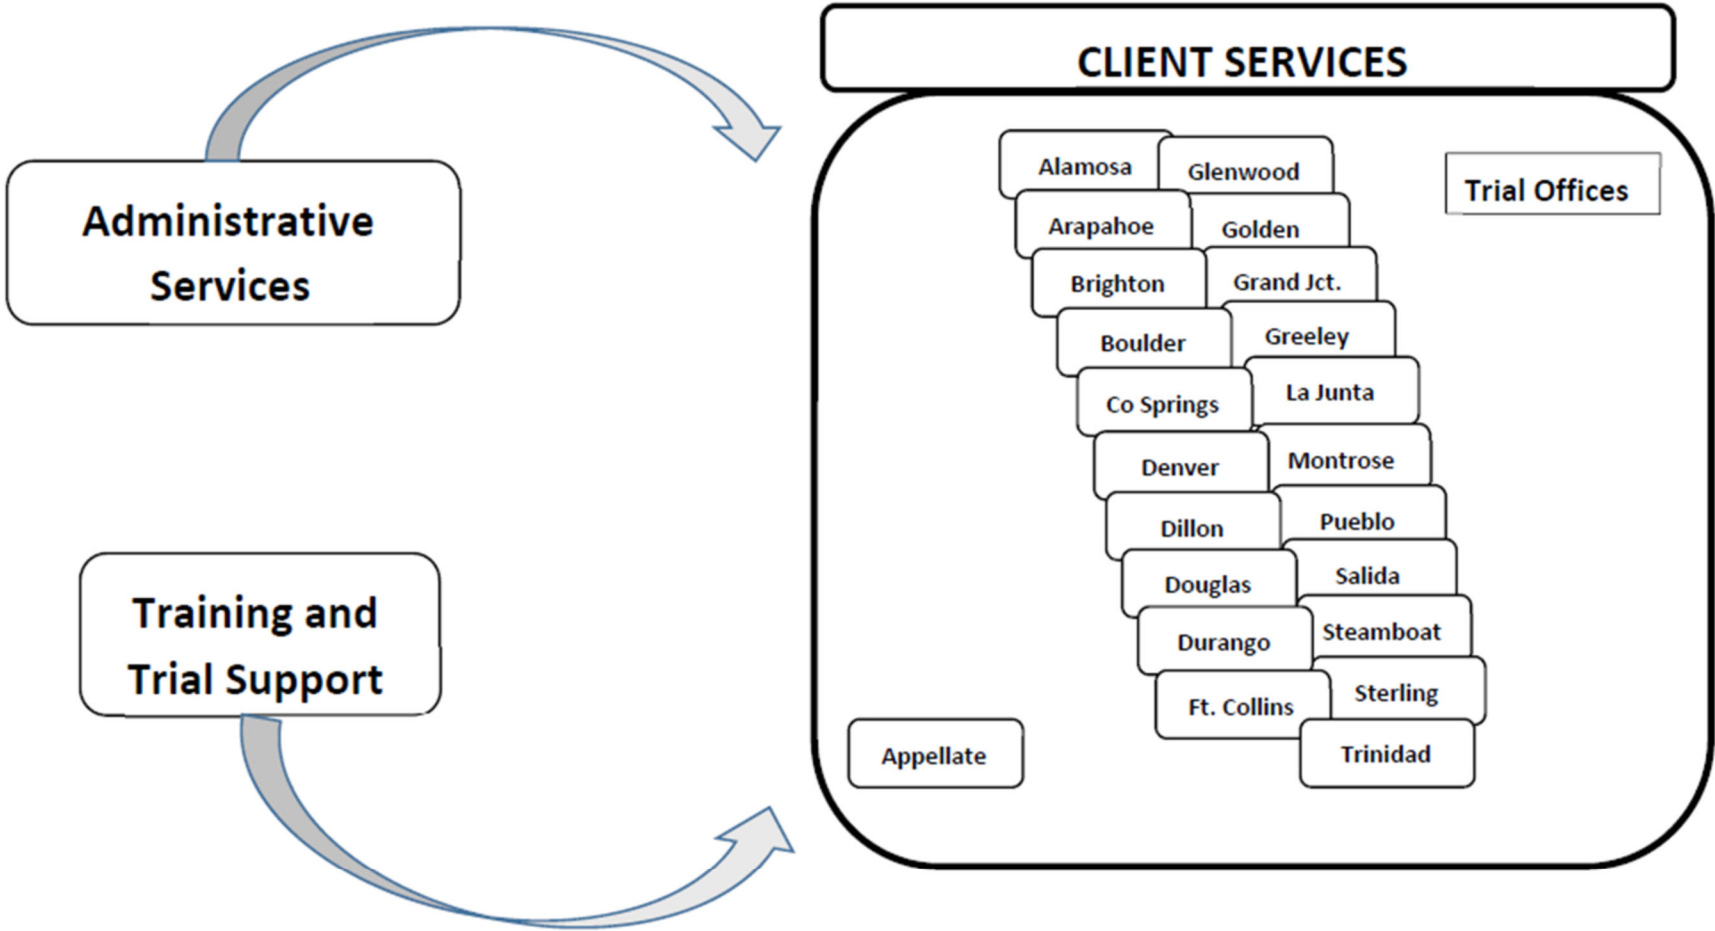 CLIENT SERVICES
Administrative
Services
Training and
Trial Support
Trial Offices
Alamosa
Arapahoe
Brighton
Boulder
Co Springs
Denver
Dillon
Douglas
Durango
Ft. Collins
Glenwood
Golden
Grand Jct.
Greeley
La Junta
Montrose
Pueblo
Salida
Steamboat
Sterling
Trinidad
Appellate